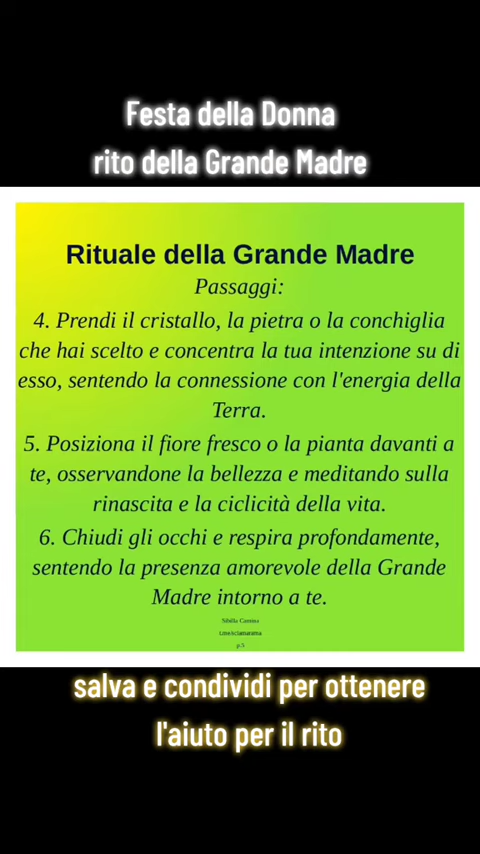 Festa della Donna
rito della Grande Madre
Rituale della Grande Madre
Passaggi:
4. Prendi il cristallo, la pietra o la conchiglia
che hai scelto e concentra la tua intenzione su di
esso, sentendo la connessione con l'energia della
Terra.
5. Posiziona il fiore fresco o la pianta davanti a
te, osservandone la bellezza e meditando sulla
rinascita e la ciclicità della vita.
6. Chiudi gli occhi e respira profondamente,
sentendo la presenza amorevole della Grande
Madre intorno a te.
Sibilla
p.5
salva e condividi per ottenere
l'aiuto per il rito